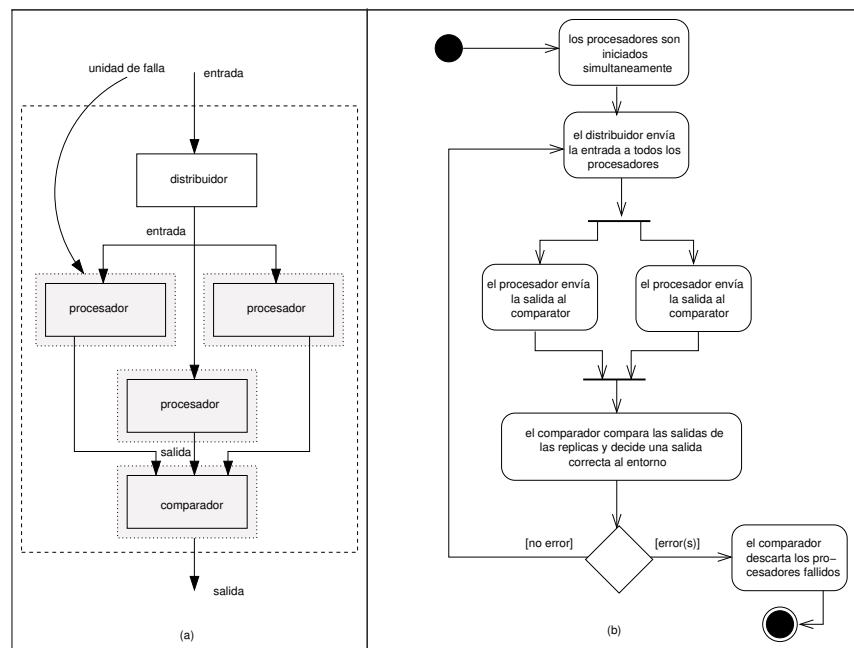 unidad de falla
entrada
distribuidor
entrada
procesador
procesador
procesador
salida
comparador
salida
(a)
los procesadores son
iniciados
simultaneamente
el distribuidor envía
la entrada a todos los
procesadores
el procesador envía
la salida al
comparator
el procesador envía
la salida al
comparator
el comparador compara las salidas de
las replicas y decide una salida
correcta al entorno
[no error]
[error(s)]
el comparador
descarta los pro-
cesadores fallidos
(b)